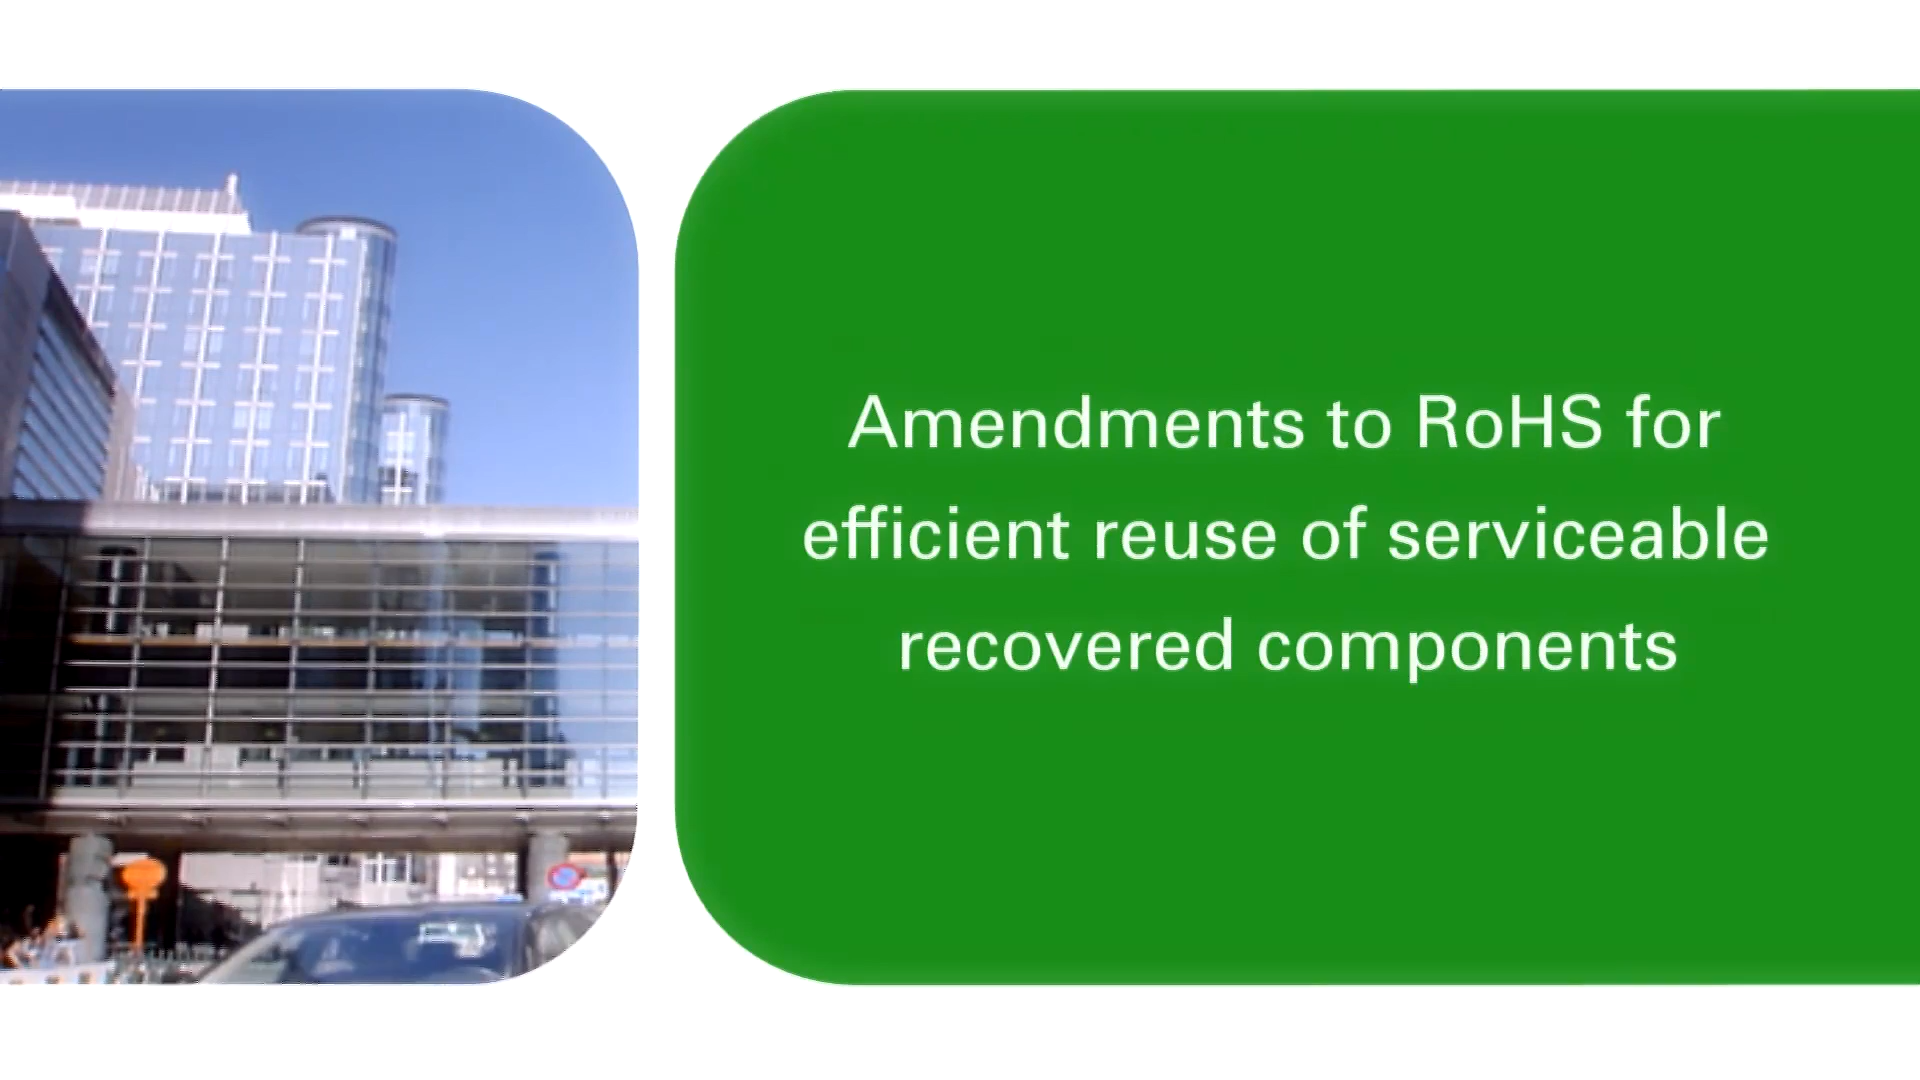 Amendments to RoHS for
efficient reuse of serviceable
recovered components